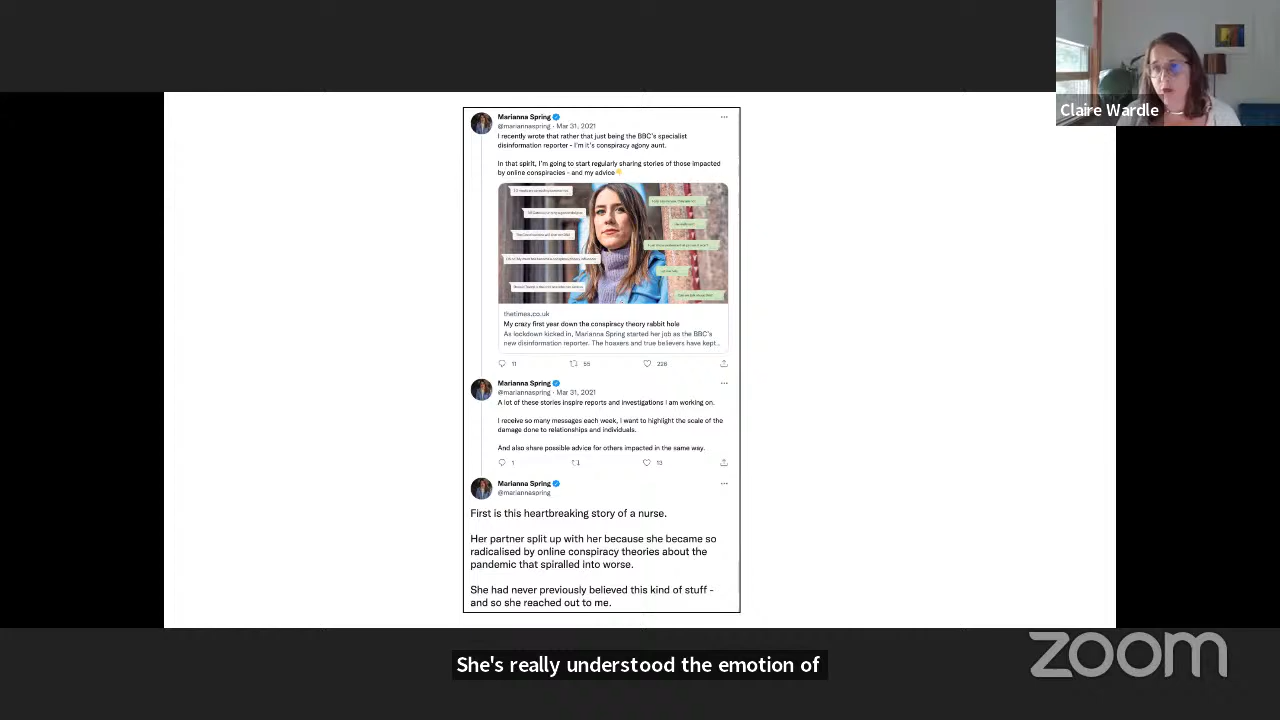 Claire Wardle
Marianna Spring
@mariannaspring · Mar 31, 2021
I recently wrote that rather that just being the BBC's specialist
disinformation reporter - I'm it's conspiracy agony aunt.
In that spirit, I'm going to start regularly sharing stories of those impacted
by online conspiracies - and my advice👇
thetimes.co.uk
My crazy first year down the conspiracy theory rabbit hole
As lockdown kicked in, Marianna Spring started her job as the BBC's
new disinformation reporter. The hoaxers and true believers have kept...
11 55 226
Marianna Spring
@mariannaspring · Mar 31, 2021
A lot of these stories inspire reports and investigations I am working on.
I receive so many messages each week, I want to highlight the scale of the
damage done to relationships and individuals.
And also share possible advice for others impacted in the same way.
1 13
Marianna Spring
@mariannaspring
First is this heartbreaking story of a nurse.
Her partner split up with her because she became so
radicalised by online conspiracy theories about the
pandemic that spiralled into worse.
She had never previously believed this kind of stuff -
and so she reached out to me.
She's really understood the emotion of
zoom